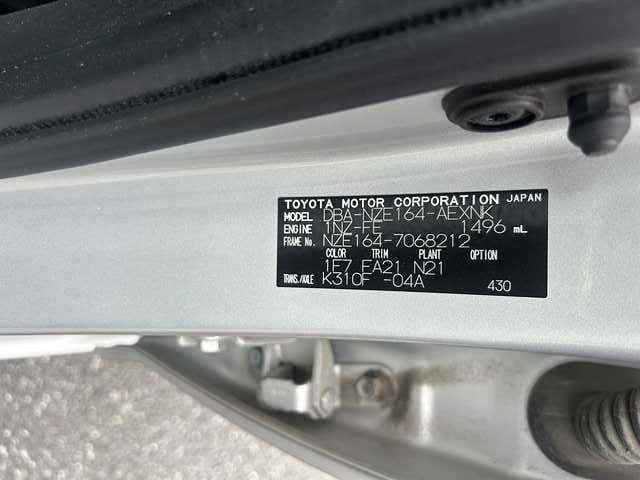 TOYOTA MOTOR CORPORATION JAPAN
MODEL DBA-NZE164-AEXNK
ENGINE 1NZ-FE 1496 mL
FRAME No. NZE164-7068212
COLOR TRIM PLANT OPTION
1E7 EA21 N21
TRANS./AXLE K310F -04A 430